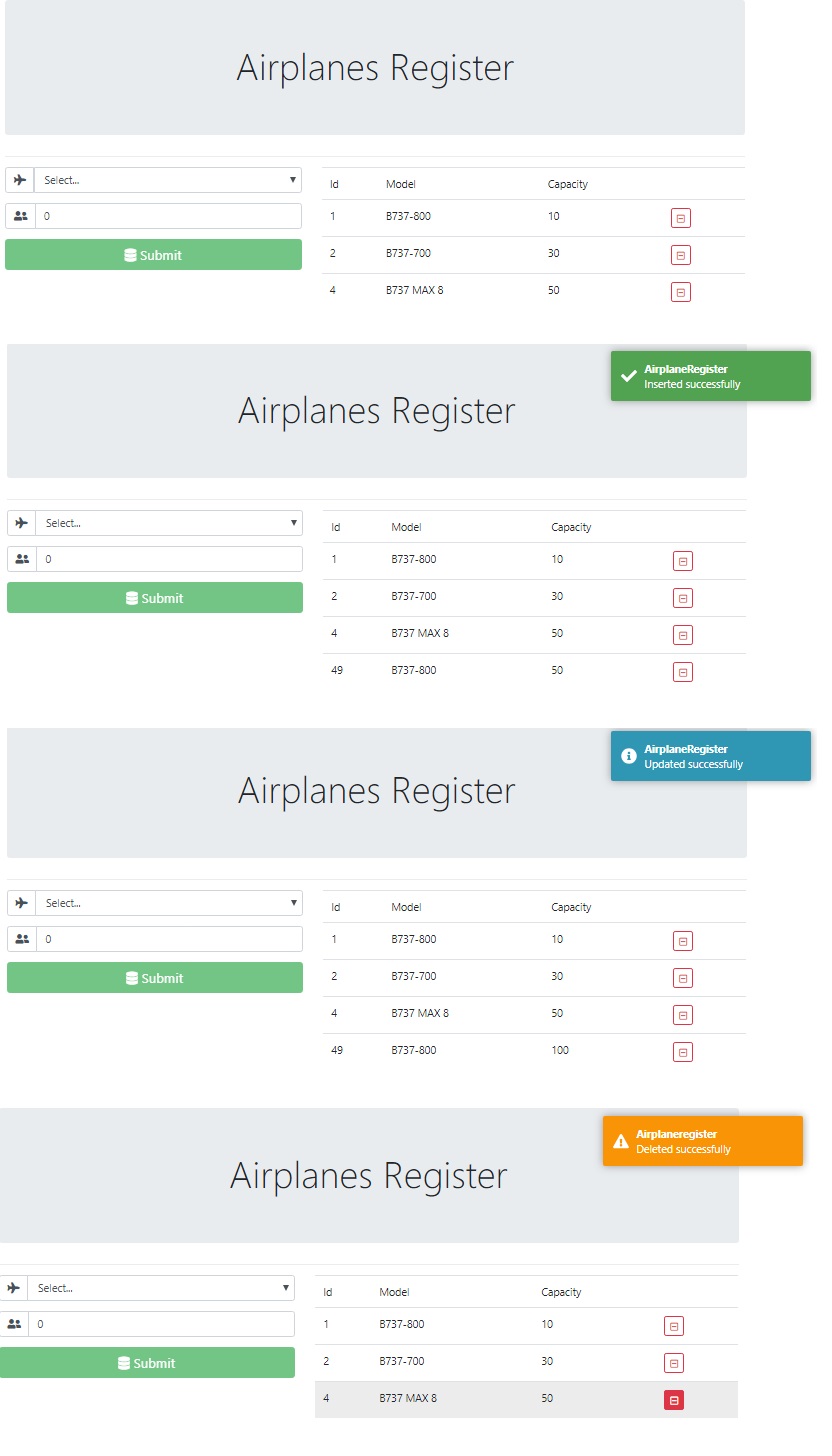 Airplanes Register
Select...
0
Submit
Id Model Capacity
1 B737-800 10
2 B737-700 30
4 B737 MAX 8 50
AirplaneRegister
Inserted successfully
Airplanes Register
Select...
0
Submit
Id Model Capacity
1 B737-800 10
2 B737-700 30
4 B737 MAX 8 50
49 B737-800 50
AirplaneRegister
Updated successfully
Airplanes Register
Select...
0
Submit
Id Model Capacity
1 B737-800 10
2 B737-700 30
4 B737 MAX 8 50
49 B737-800 100
Airplaneregister
Deleted successfully
Airplanes Register
Select...
0
Submit
Id Model Capacity
1 B737-800 10
2 B737-700 30
4 B737 MAX 8 50